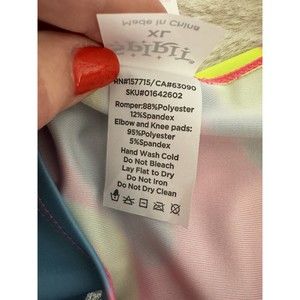 Made in China
XL
SPIRIT
RN#157715/CA#63090
SKU#01642602
Romper:88%Polyester
12%Spandex
Elbow and Knee pads:
95%Polyester
5%Spandex
Hand Wash Cold
Do Not Bleach
Lay Flat to Dry
Do Not Iron
Do Not Dry Clean